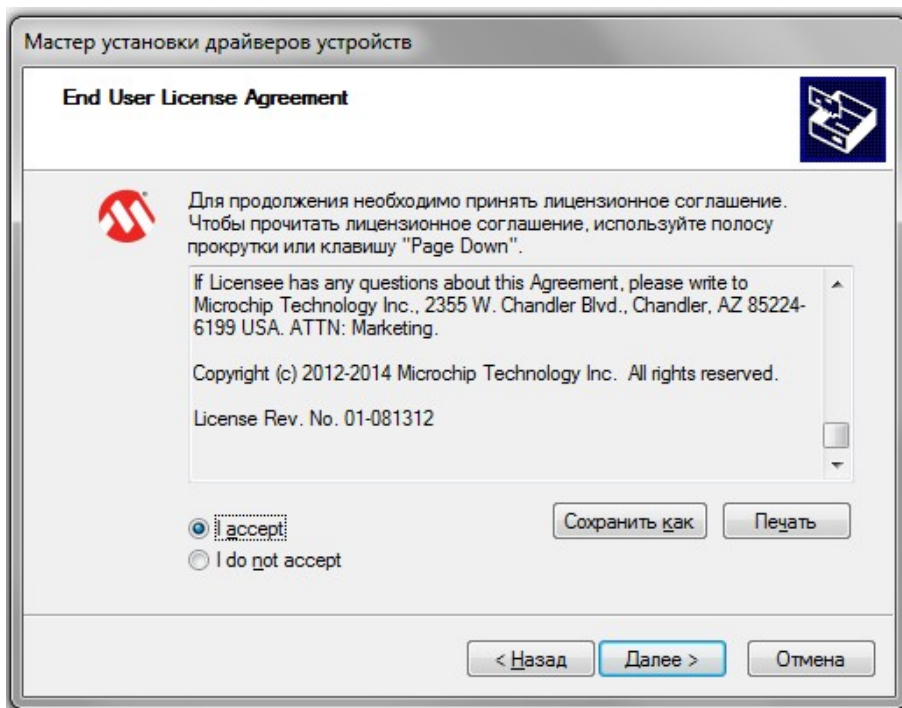 Мастер установки драйверов устройств
End User License Agreement
Для продолжения необходимо принять лицензионное соглашение.
Чтобы прочитать лицензионное соглашение, используйте полосу
прокрутки или клавишу "Page Down".
If Licensee has any questions about this Agreement, please write to
Microchip Technology Inc., 2355 W. Chandler Blvd., Chandler, AZ 85224-
6199 USA. ATTN: Marketing.
Copyright (c) 2012-2014 Microchip Technology Inc.  All rights reserved.
License Rev. No. 01-081312
I accept
Сохранить как
Печать
I do not accept
< Назад
Далее >
Отмена